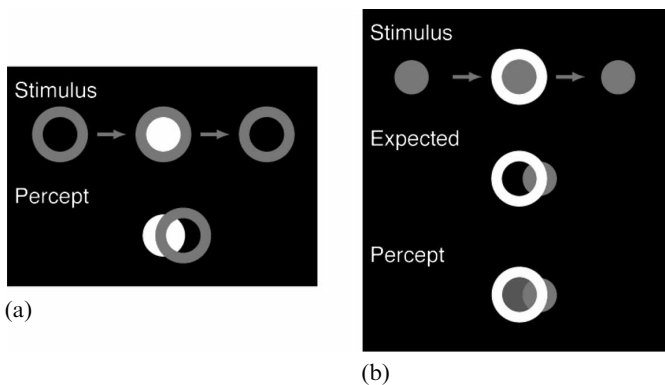 Stimulus
Percept
(a)
Stimulus
Expected
Percept
(b)